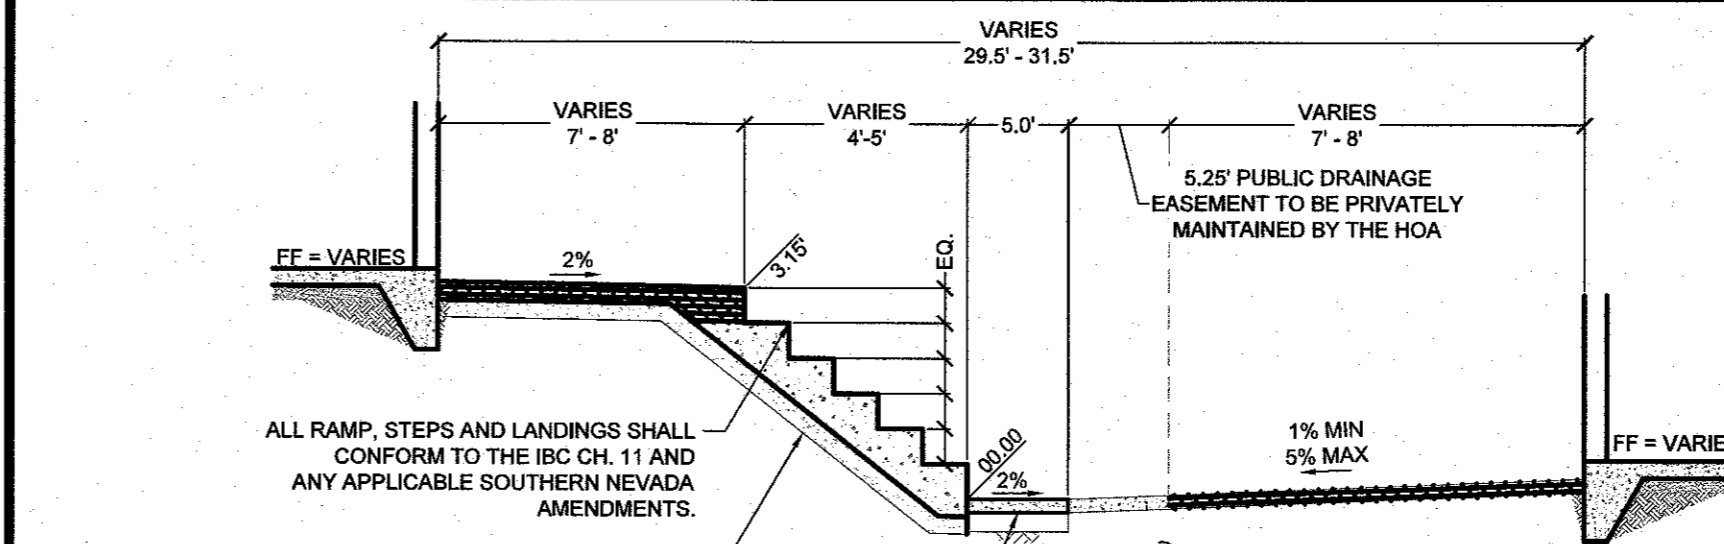 VARIES
29.5' - 31.5'
VARIES
7' - 8'
VARIES
4'-5'
5.0'
VARIES
7' - 8'
5.25' PUBLIC DRAINAGE
EASEMENT TO BE PRIVATELY
MAINTAINED BY THE HOA
FF = VARIES
2%
3.15'
EQ.
ALL RAMP, STEPS AND LANDINGS SHALL
CONFORM TO THE IBC CH. 11 AND
ANY APPLICABLE SOUTHERN NEVADA
AMENDMENTS.
00.00
2%
1% MIN
5% MAX
FF = VARIE